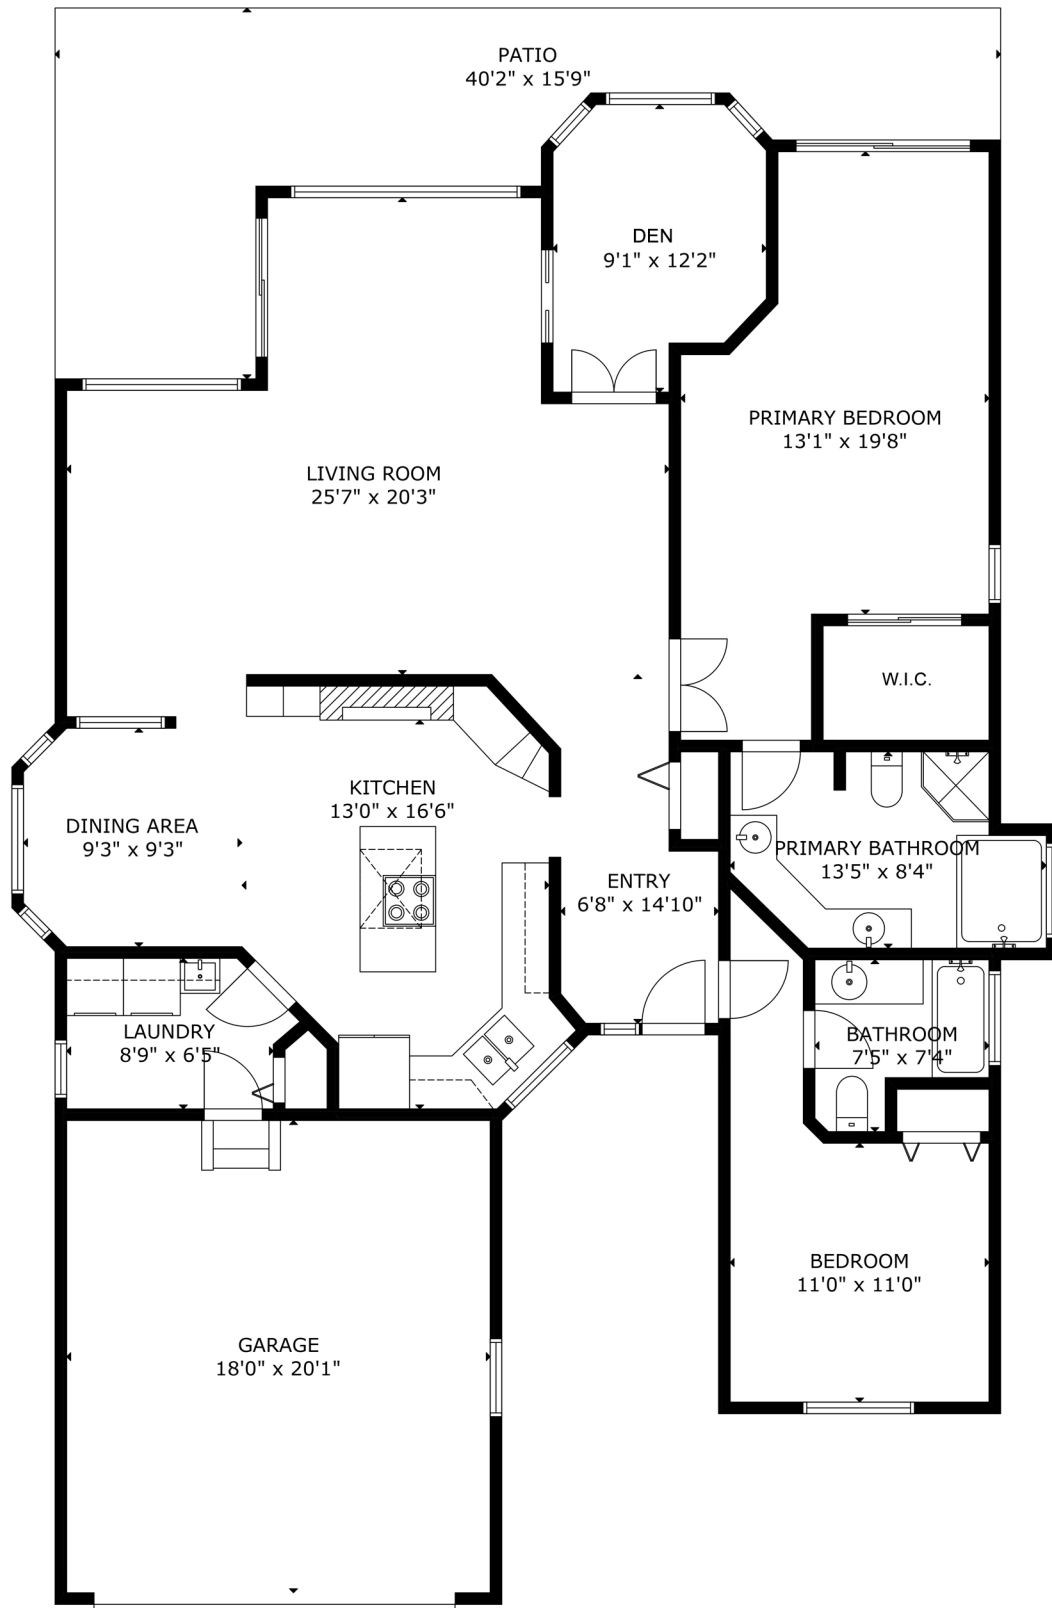 PATIO
40'2" x 15'9"
DEN
9'1" x 12'2"
PRIMARY BEDROOM
13'1" x 19'8"
LIVING ROOM
25'7" x 20'3"
W.I.C.
KITCHEN
13'0" x 16'6"
DINING AREA
9'3" x 9'3"
PRIMARY BATHROOM
13'5" x 8'4"
ENTRY
6'8" x 14'10"
LAUNDRY
8'9" x 6'5"
BATHROOM
7'5" x 7'4"
BEDROOM
11'0" x 11'0"
GARAGE
18'0" x 20'1"